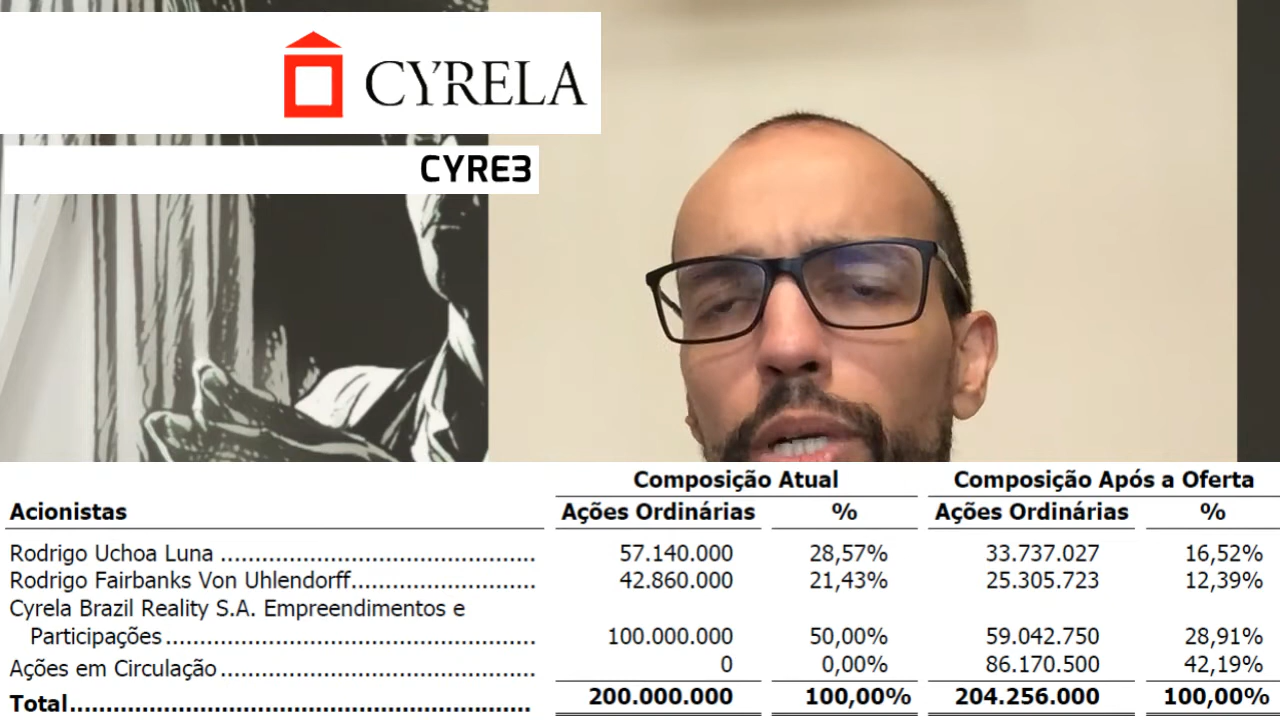 CYRELA
CYRE3
Composição Atual Composição Após a Oferta
Acionistas Ações Ordinárias % Ações Ordinárias %
Rodrigo Uchoa Luna ........................................ 57.140.000 28,57% 33.737.027 16,52%
Rodrigo Fairbanks Von Uhlendorff....................... 42.860.000 21,43% 25.305.723 12,39%
Cyrela Brazil Reality S.A. Empreendimentos e
Participações ................................................ 100.000.000 50,00% 59.042.750 28,91%
Ações em Circulação ........................................ 0 0,00% 86.170.500 42,19%
Total............................................................ 200.000.000 100,00% 204.256.000 100,00%